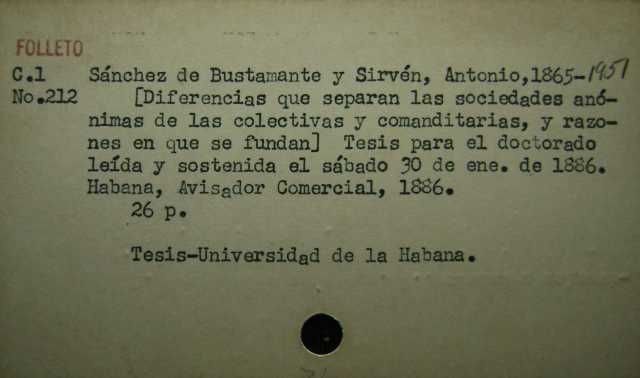 FOLLETO
C.1 Sánchez de Bustamante y Sirvén, Antonio,1865-1951
No.212 [Diferencias que separan las sociedades anó-
nimas de las colectivas y comanditarias, y razo-
nes en que se fundan] Tesis para el doctorado
leída y sostenida el sábado 30 de ene. de 1886.
Habana, Avisador Comercial, 1886.
26 p.
Tesis-Universidad de la Habana.